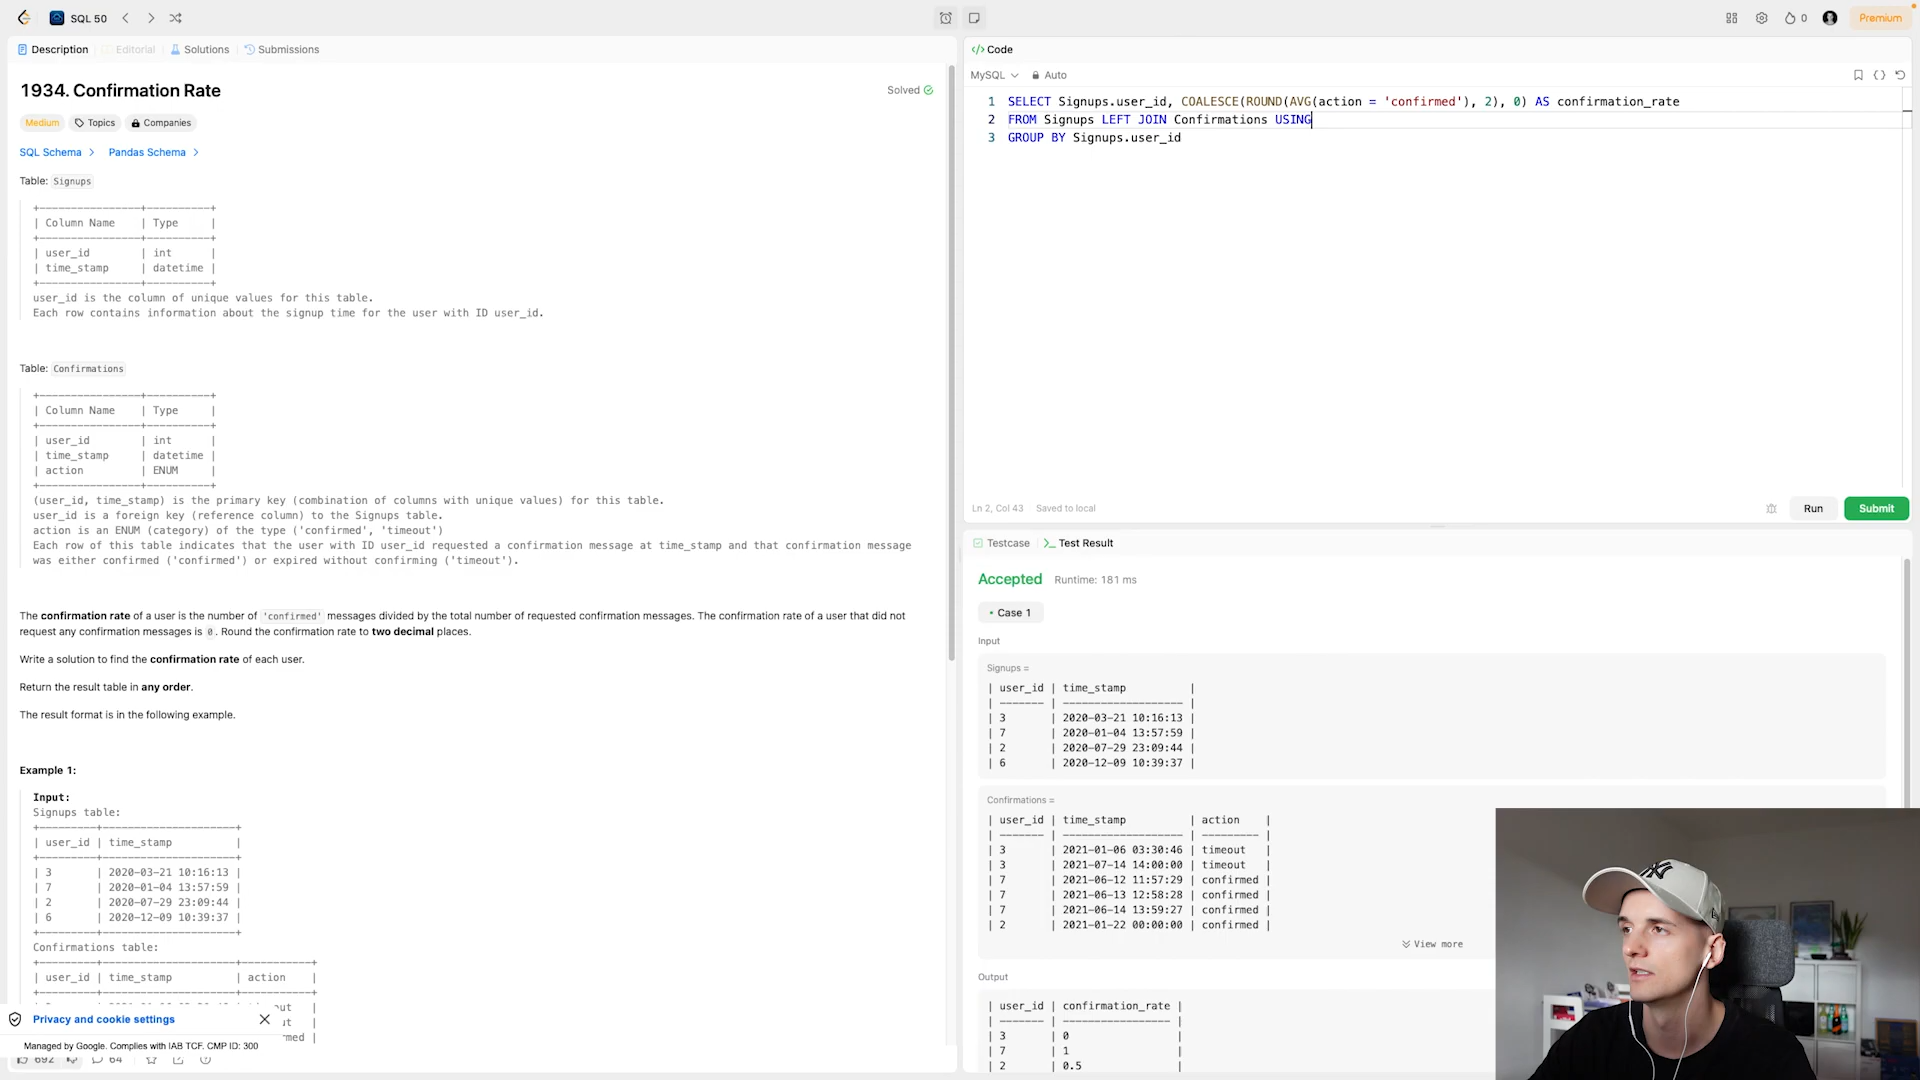 SQL 50
0
Premium
Description
Editorial
Solutions
Submissions
1934. Confirmation Rate
Solved
Medium
Topics
Companies
SQL Schema
Pandas Schema
Table: Signups
+----------------+----------+
| Column Name    | Type     |
+----------------+----------+
| user_id        | int      |
| time_stamp     | datetime |
+----------------+----------+
user_id is the column of unique values for this table.
Each row contains information about the signup time for the user with ID user_id.
Table: Confirmations
+----------------+----------+
| Column Name    | Type     |
+----------------+----------+
| user_id        | int      |
| time_stamp     | datetime |
| action         | ENUM     |
+----------------+----------+
(user_id, time_stamp) is the primary key (combination of columns with unique values) for this table.
user_id is a foreign key (reference column) to the Signups table.
action is an ENUM (category) of the type ('confirmed', 'timeout')
Each row of this table indicates that the user with ID user_id requested a confirmation message at time_stamp and that confirmation message
was either confirmed ('confirmed') or expired without confirming ('timeout').
The confirmation rate of a user is the number of 'confirmed' messages divided by the total number of requested confirmation messages. The confirmation rate of a user that did not
request any confirmation messages is 0. Round the confirmation rate to two decimal places.
Write a solution to find the confirmation rate of each user.
Return the result table in any order.
The result format is in the following example.
Example 1:
Input:
Signups table:
+---------+---------------------+
| user_id | time_stamp          |
+---------+---------------------+
| 3       | 2020-03-21 10:16:13 |
| 7       | 2020-01-04 13:57:59 |
| 2       | 2020-07-29 23:09:44 |
| 6       | 2020-12-09 10:39:37 |
+---------+---------------------+
Confirmations table:
+---------+---------------------+-----------+
| user_id | time_stamp          | action    |
+---------+---------------------+-----------+
Privacy and cookie settings
Managed by Google. Complies with IAB TCF. CMP ID: 300
692
64
Code
MySQL
Auto
1 SELECT Signups.user_id, COALESCE(ROUND(AVG(action = 'confirmed'), 2), 0) AS confirmation_rate
2 FROM Signups LEFT JOIN Confirmations USING
3 GROUP BY Signups.user_id
Ln 2, Col 43
Saved to local
Run
Submit
Testcase
Test Result
Accepted
Runtime: 181 ms
Case 1
Input
Signups =
| user_id | time_stamp          |
| ------- | ------------------- |
| 3       | 2020-03-21 10:16:13 |
| 7       | 2020-01-04 13:57:59 |
| 2       | 2020-07-29 23:09:44 |
| 6       | 2020-12-09 10:39:37 |
Confirmations =
| user_id | time_stamp          | action    |
| ------- | ------------------- | --------- |
| 3       | 2021-01-06 03:30:46 | timeout   |
| 3       | 2021-07-14 14:00:00 | timeout   |
| 7       | 2021-06-12 11:57:29 | confirmed |
| 7       | 2021-06-13 12:58:28 | confirmed |
| 7       | 2021-06-14 13:59:27 | confirmed |
| 2       | 2021-01-22 00:00:00 | confirmed |
View more
Output
| user_id | confirmation_rate |
| ------- | ----------------- |
| 3       | 0                 |
| 7       | 1                 |
| 2       | 0.5               |